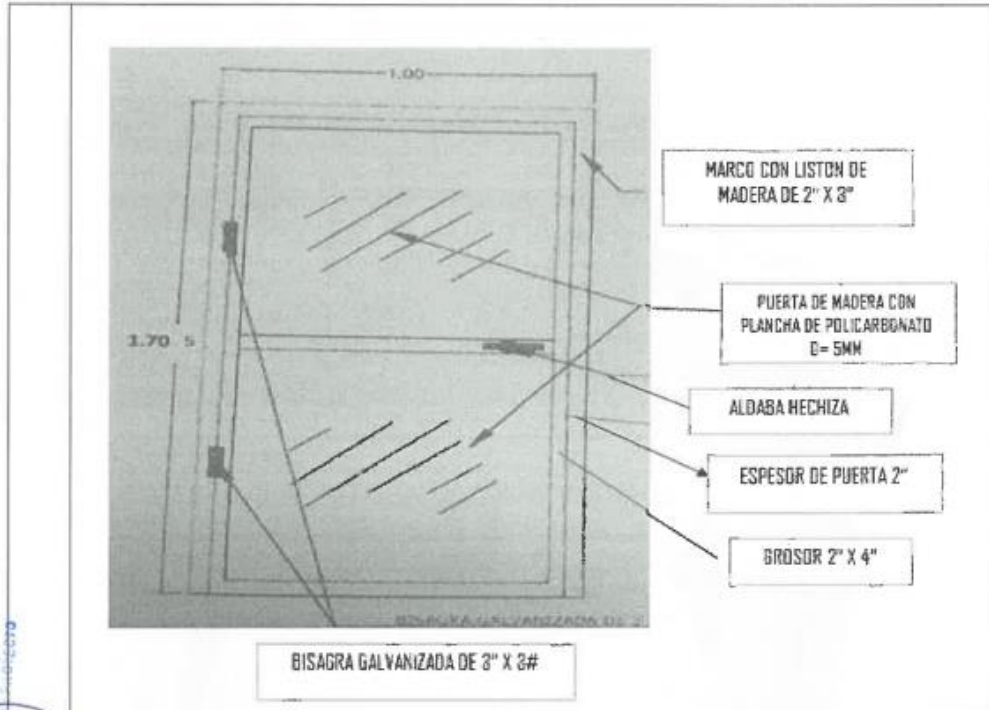 1.00
MARCO CON LISTON DE
MADERA DE 2" X 3"
PUERTA DE MADERA CON
PLANCHA DE POLICARBONATO
D= 5MM
1.70 5
ALDABA HECHIZA
ESPESOR DE PUERTA 2"
GROSOR 2" X 4"
BISAGRA GALVANIZADA DE
BISAGRA GALVANIZADA DE 3" X 3#